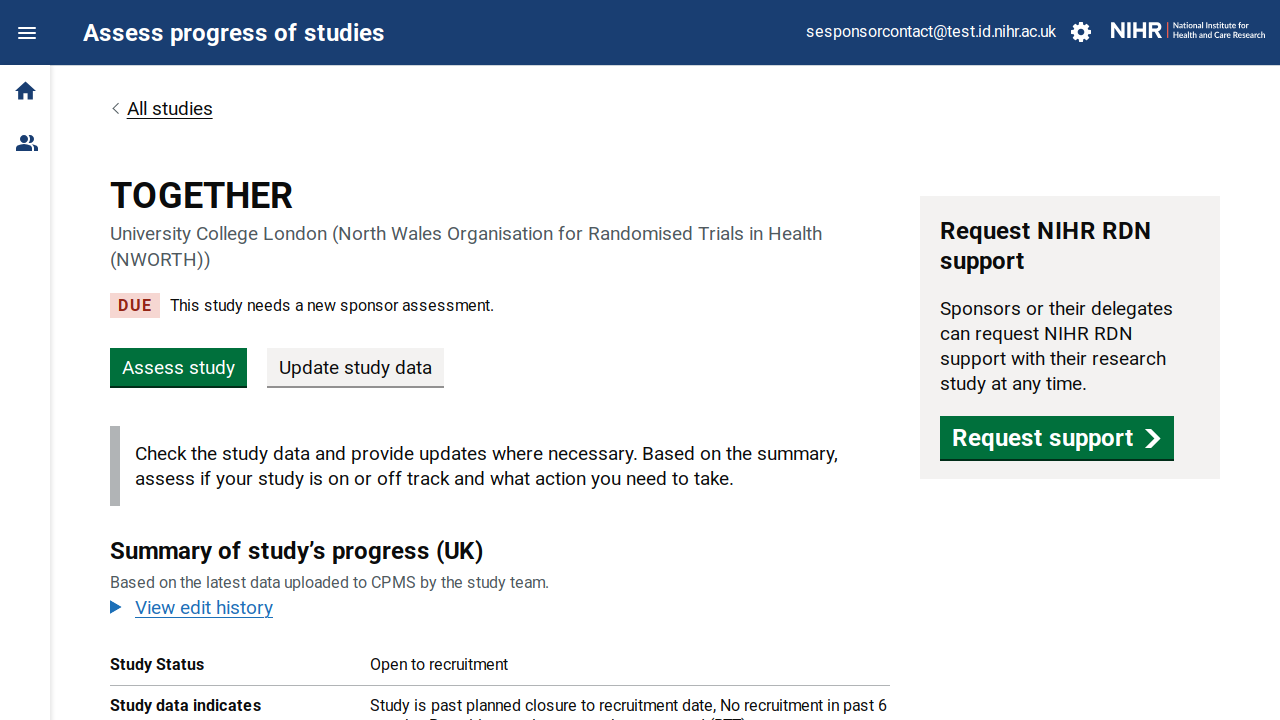 Assess progress of studies
sesponsorcontact@test.id.nihr.ac.uk
NIHR | National Institute for
Health and Care Research
All studies
TOGETHER
University College London (North Wales Organisation for Randomised Trials in Health
(NWORTH))
DUE This study needs a new sponsor assessment.
Assess study
Update study data
Check the study data and provide updates where necessary. Based on the summary,
assess if your study is on or off track and what action you need to take.
Summary of study’s progress (UK)
Based on the latest data uploaded to CPMS by the study team.
View edit history
Study Status Open to recruitment
Study data indicates Study is past planned closure to recruitment date, No recruitment in past 6
Request NIHR RDN
support
Sponsors or their delegates
can request NIHR RDN
support with their research
study at any time.
Request support